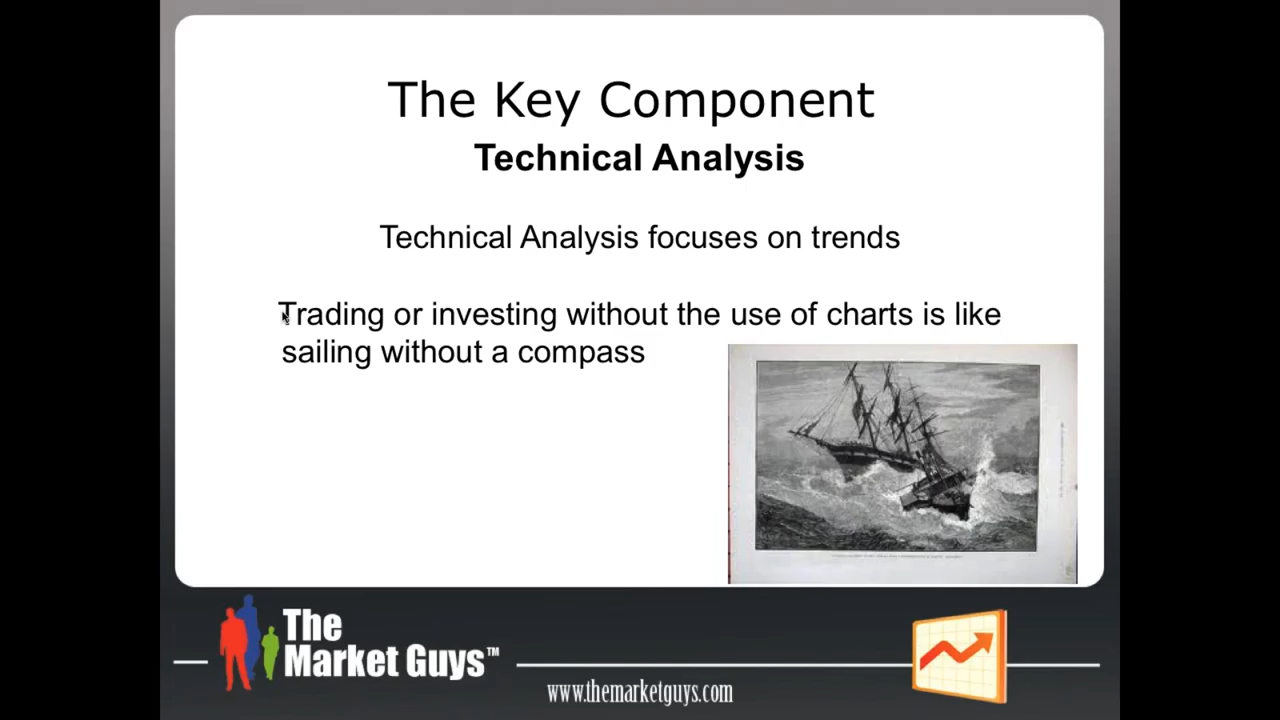 The Key Component
Technical Analysis
Technical Analysis focuses on trends
Trading or investing without the use of charts is like
sailing without a compass
The
Market Guys™
www.themarketguys.com